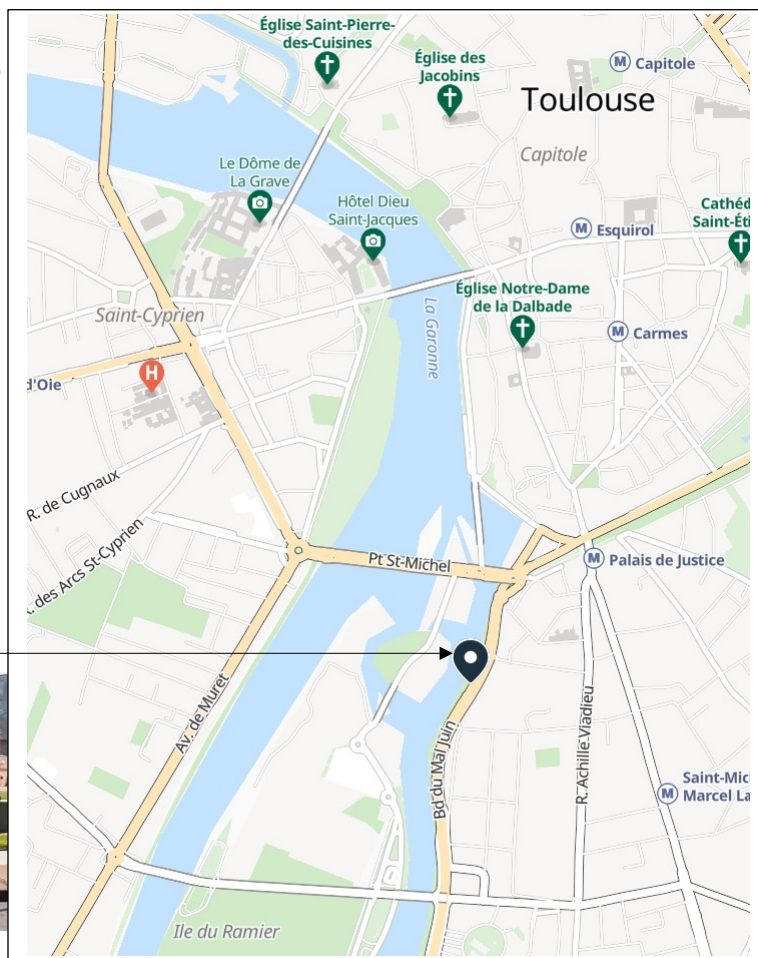 Église Saint-Pierre-
des-Cuisines
Église des
Jacobins
M Capitole
Toulouse
Capitole
Le Dôme de
La Grave
Hôtel Dieu
Saint-Jacques
M Esquirol
Cathéd
Saint-Éti
La Garonne
Église Notre-Dame
de la Dalbade
Saint-Cyprien
M Carmes
d'Oie
H
R. de Cugnaux
R. des Arcs St-Cyprien
Pt St-Michel
M Palais de Justice
Av. de Muret
Bd du Mal Juin
R. Achille Viadieu
Saint-Mic
M Marcel La
Ile du Ramier